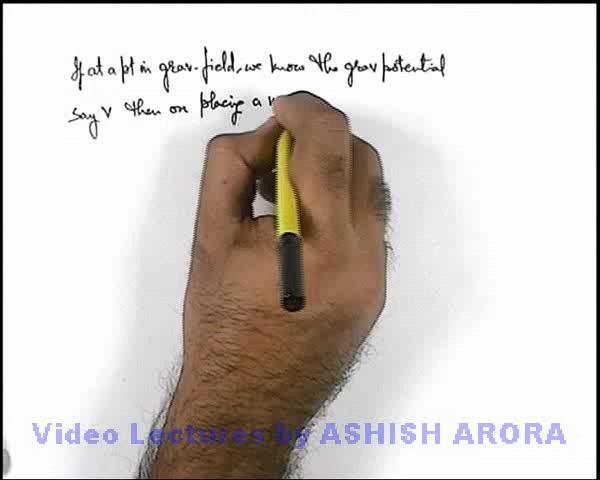 If at a pt in grav. field, we know the grav potential
say V then on placing a
Video Lectures by ASHISH ARORA